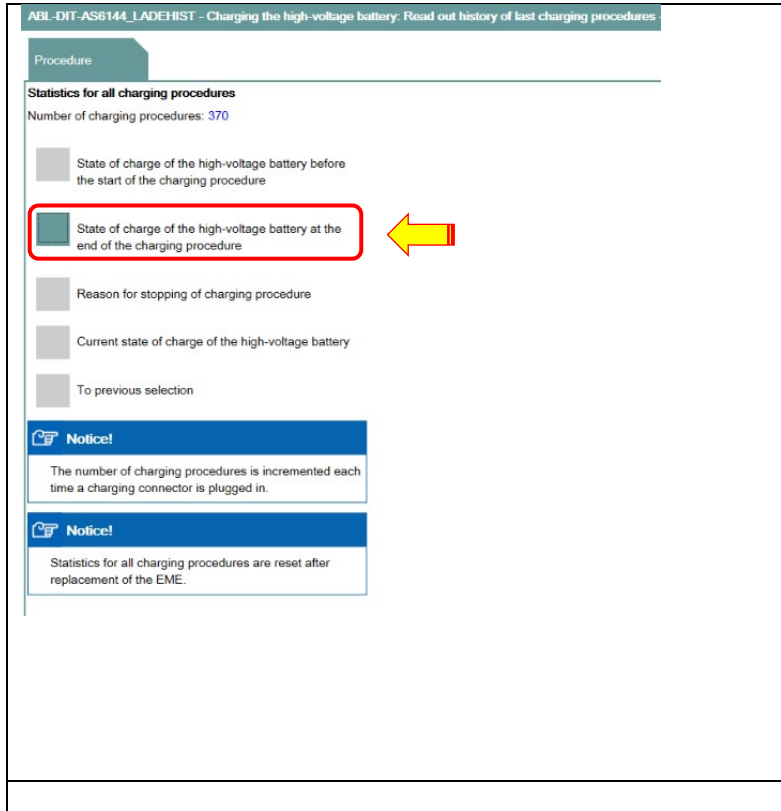 ABL-DIT-AS6144_LADEHIST - Charging the high-voltage battery: Read out history of last charging procedures -
Procedure
Statistics for all charging procedures
Number of charging procedures: 370
State of charge of the high-voltage battery before
the start of the charging procedure
State of charge of the high-voltage battery at the
end of the charging procedure
Reason for stopping of charging procedure
Current state of charge of the high-voltage battery
To previous selection
Notice!
The number of charging procedures is incremented each
time a charging connector is plugged in.
Notice!
Statistics for all charging procedures are reset after
replacement of the EME.